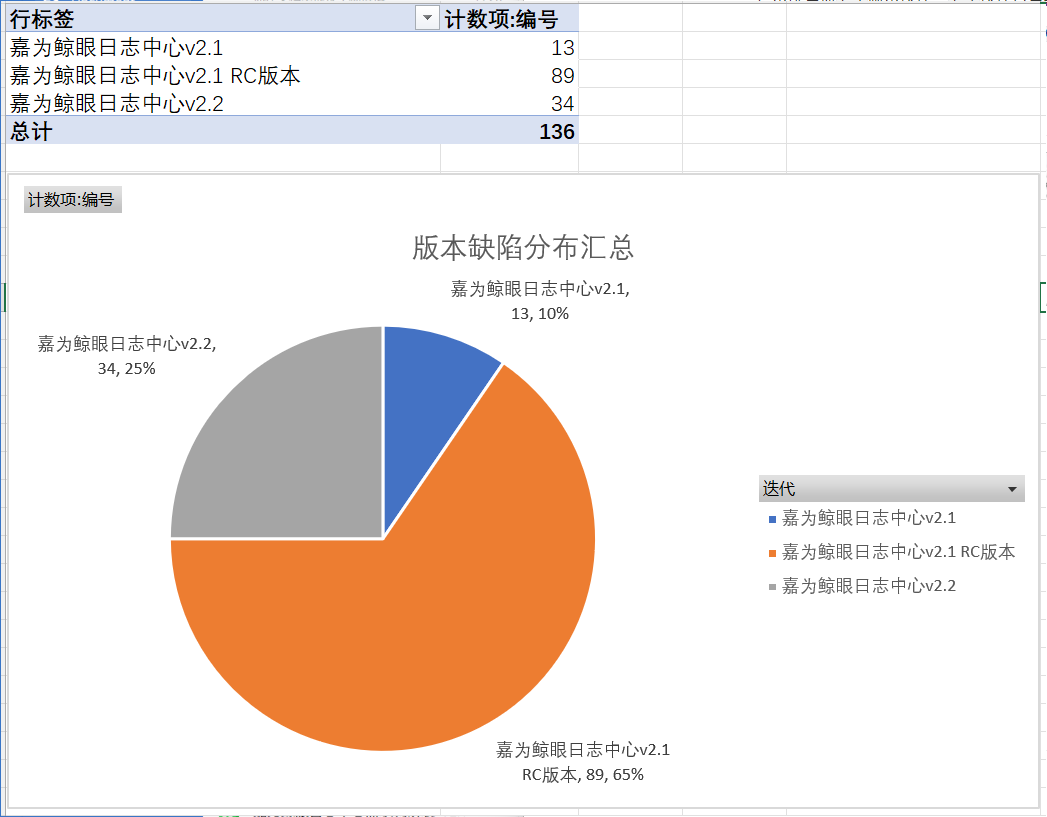 行标签 计数项:编号
嘉为鲸眼日志中心v2.1 13
嘉为鲸眼日志中心v2.1 RC版本 89
嘉为鲸眼日志中心v2.2 34
总计 136
计数项:编号
版本缺陷分布汇总
嘉为鲸眼日志中心v2.1,
13, 10%
嘉为鲸眼日志中心v2.2,
34, 25%
迭代
嘉为鲸眼日志中心v2.1
嘉为鲸眼日志中心v2.1 RC版本
嘉为鲸眼日志中心v2.2
嘉为鲸眼日志中心v2.1
RC版本, 89, 65%